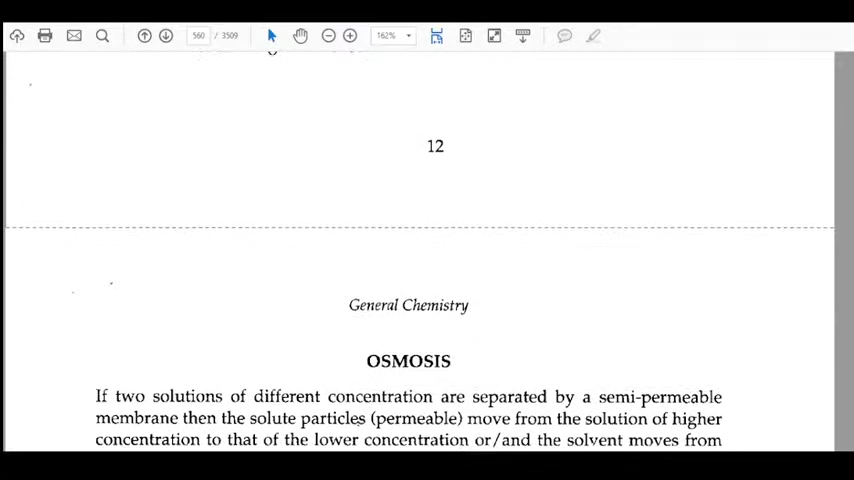 560 / 3509 162%
12
General Chemistry
OSMOSIS
If two solutions of different concentration are separated by a semi-permeable
membrane then the solute particles (permeable) move from the solution of higher
concentration to that of the lower concentration or/and the solvent moves from